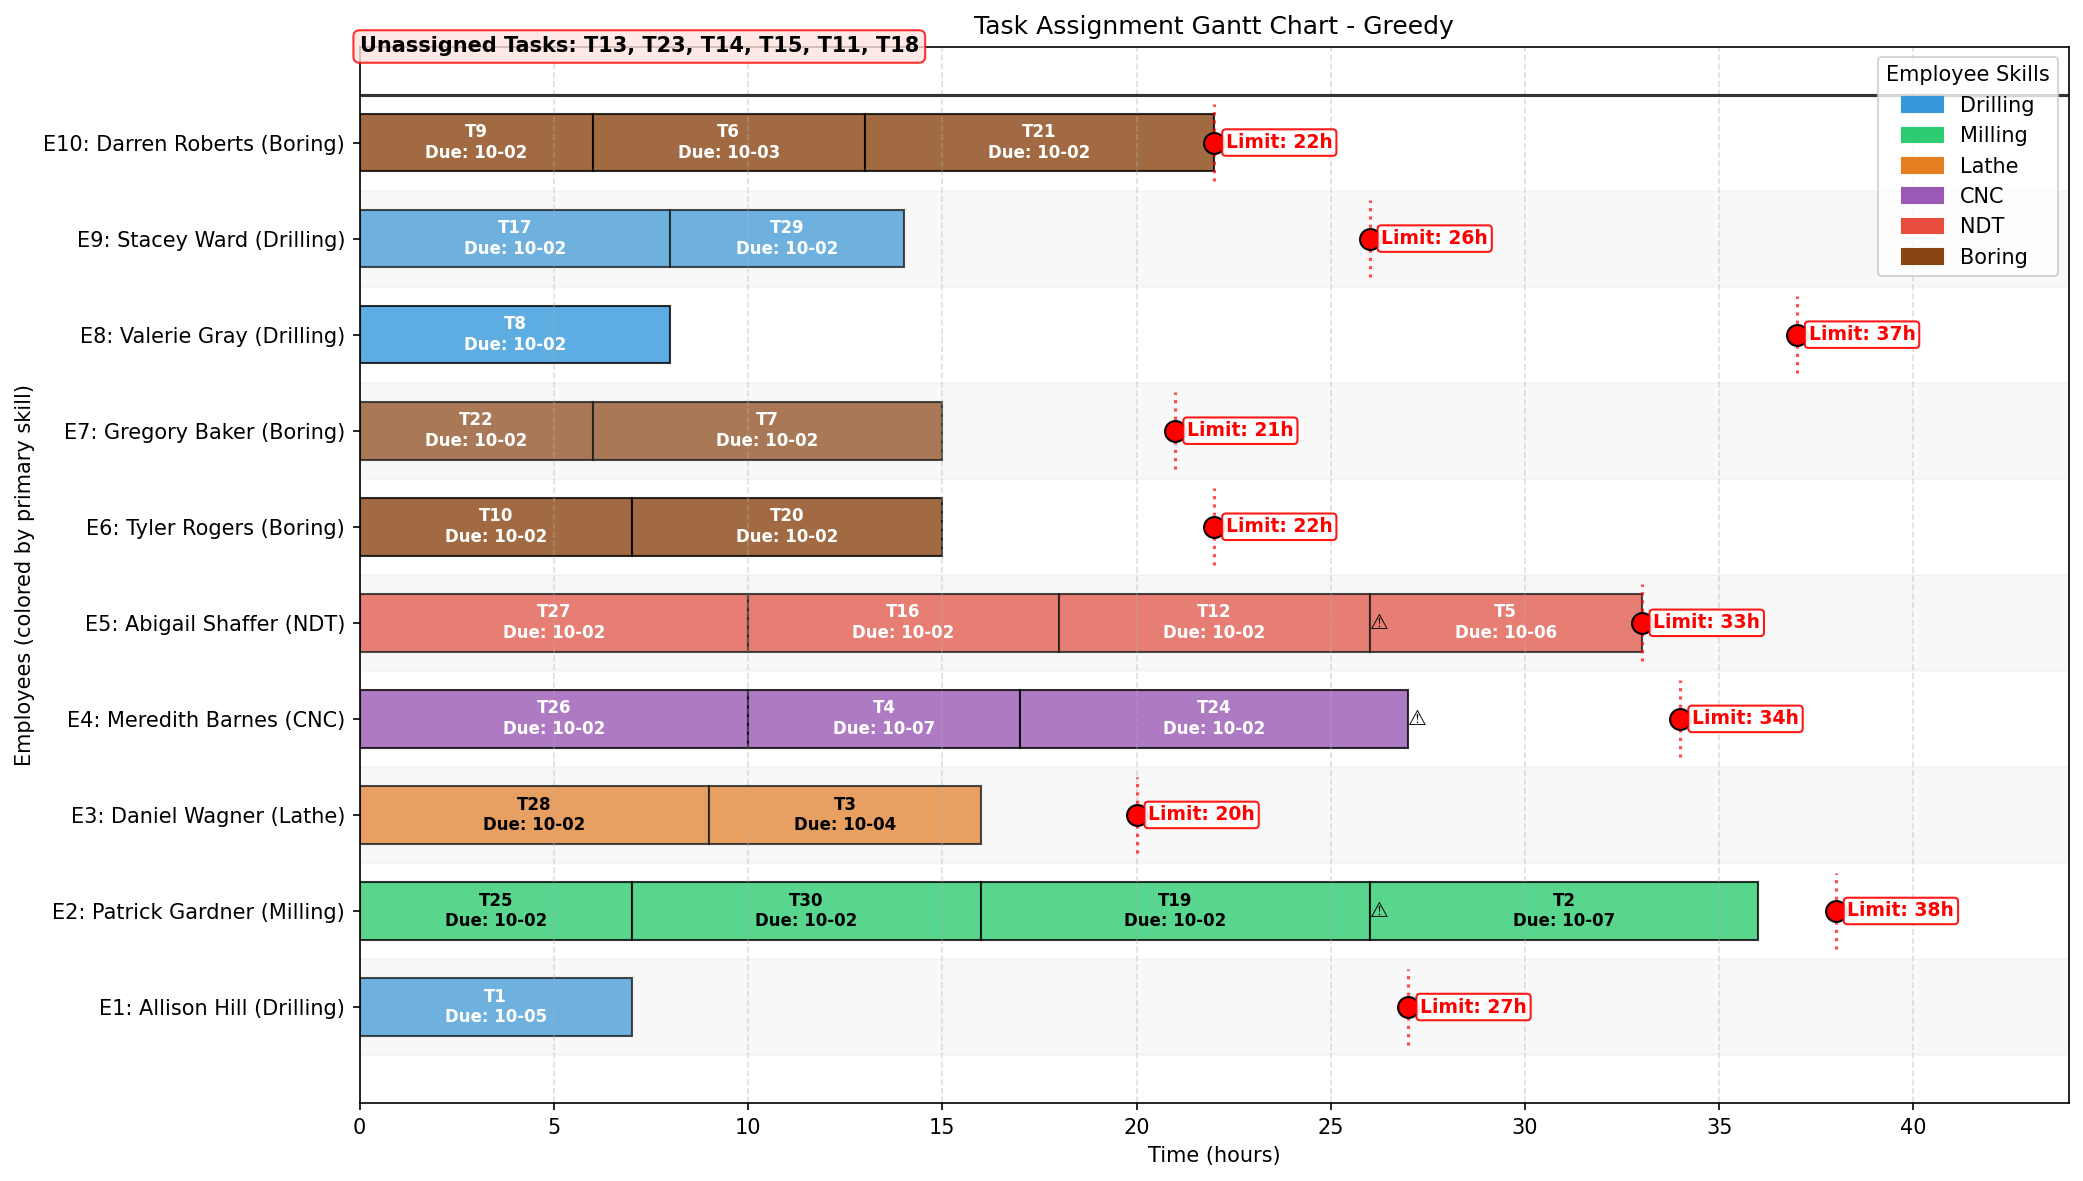 Task Assignment Gantt Chart - Greedy
Unassigned Tasks: T13, T23, T14, T15, T11, T18
Employee Skills
Drilling
Milling
Lathe
CNC
NDT
Boring
Employees (colored by primary skill)
E10: Darren Roberts (Boring)
T9
Due: 10-02
T6
Due: 10-03
T21
Due: 10-02
Limit: 22h
E9: Stacey Ward (Drilling)
T17
Due: 10-02
T29
Due: 10-02
Limit: 26h
E8: Valerie Gray (Drilling)
T8
Due: 10-02
Limit: 37h
E7: Gregory Baker (Boring)
T22
Due: 10-02
T7
Due: 10-02
Limit: 21h
E6: Tyler Rogers (Boring)
T10
Due: 10-02
T20
Due: 10-02
Limit: 22h
E5: Abigail Shaffer (NDT)
T27
Due: 10-02
T16
Due: 10-02
T12
Due: 10-02
⚠
T5
Due: 10-06
Limit: 33h
E4: Meredith Barnes (CNC)
T26
Due: 10-02
T4
Due: 10-07
T24
Due: 10-02
⚠
Limit: 34h
E3: Daniel Wagner (Lathe)
T28
Due: 10-02
T3
Due: 10-04
Limit: 20h
E2: Patrick Gardner (Milling)
T25
Due: 10-02
T30
Due: 10-02
T19
Due: 10-02
⚠
T2
Due: 10-07
Limit: 38h
E1: Allison Hill (Drilling)
T1
Due: 10-05
Limit: 27h
0 5 10 15 20 25 30 35 40
Time (hours)